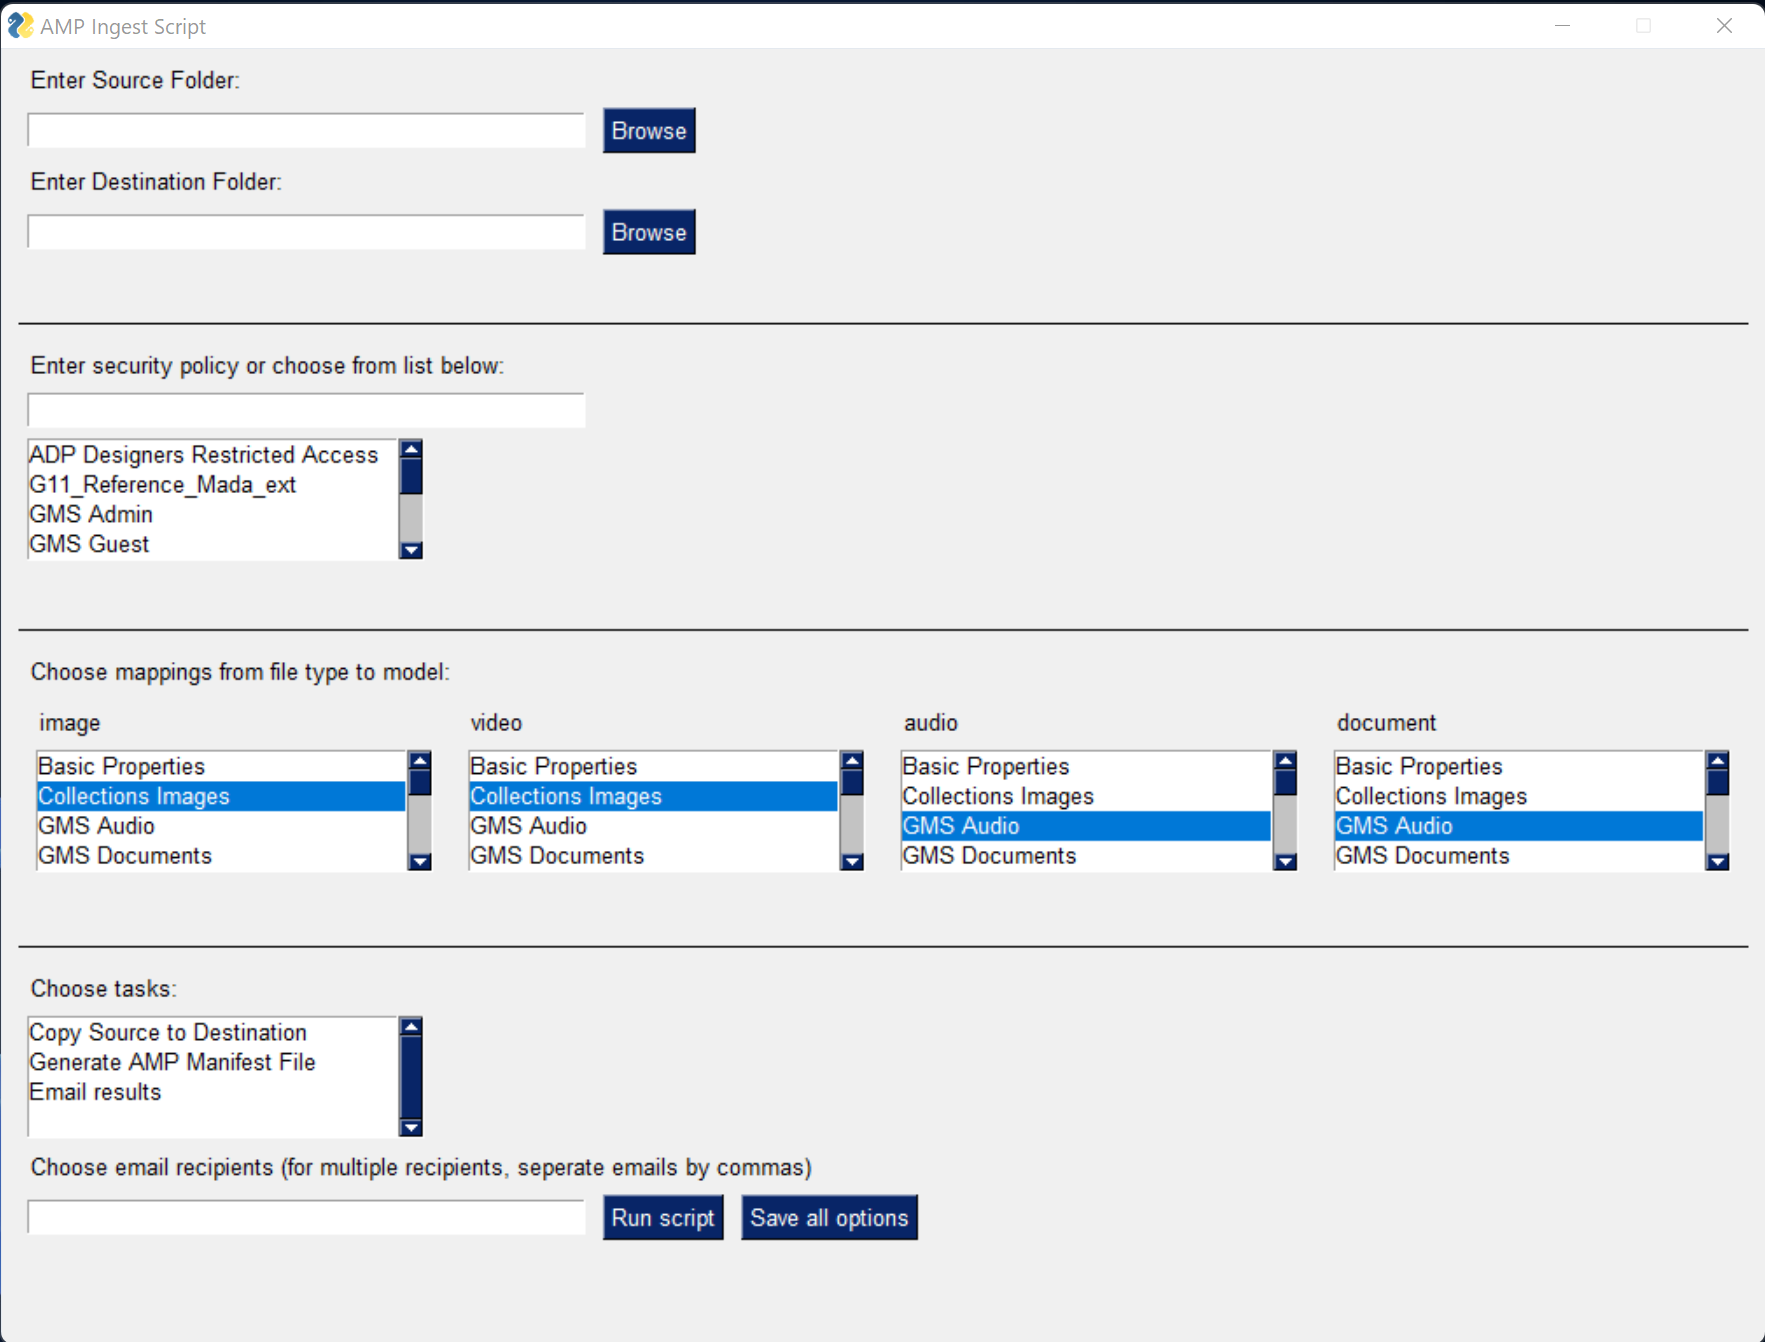 AMP Ingest Script
Enter Source Folder:
Browse
Enter Destination Folder:
Browse
Enter security policy or choose from list below:
ADP Designers Restricted Access
G11_Reference_Mada_ext
GMS Admin
GMS Guest
Choose mappings from file type to model:
image
Basic Properties
Collections Images
GMS Audio
GMS Documents
video
Basic Properties
Collections Images
GMS Audio
GMS Documents
audio
Basic Properties
Collections Images
GMS Audio
GMS Documents
document
Basic Properties
Collections Images
GMS Audio
GMS Documents
Choose tasks:
Copy Source to Destination
Generate AMP Manifest File
Email results
Choose email recipients (for multiple recipients, seperate emails by commas)
Run script
Save all options